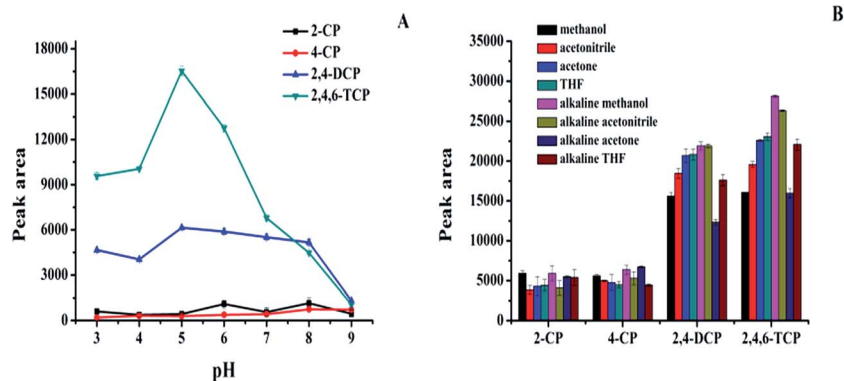 A
2-CP
4-CP
2,4-DCP
2,4,6-TCP
18000
15000
12000
9000
6000
3000
0
Peak area
3 4 5 6 7 8 9
pH
B
methanol
acetonitrile
acetone
THF
alkaline methanol
alkaline acetonitrile
alkaline acetone
alkaline THF
35000
30000
25000
20000
15000
10000
5000
0
Peak area
2-CP 4-CP 2,4-DCP 2,4,6-TCP